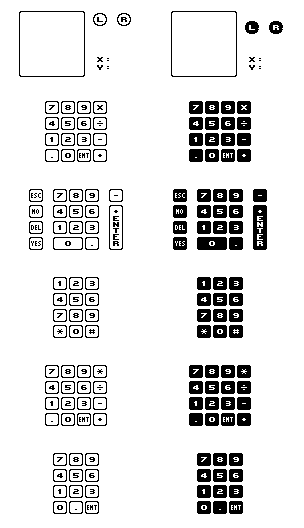 L R L R
X: X:
Y: Y:
7 8 9 X 7 8 9 X
4 5 6 ÷ 4 5 6 ÷
1 2 3 - 1 2 3 -
. 0 ENT + . 0 ENT +
ESC 7 8 9 - ESC 7 8 9 -
NO 4 5 6 + ENTER NO 4 5 6 + ENTER
DEL 1 2 3 DEL 1 2 3
YES 0 . YES 0 .
1 2 3 1 2 3
4 5 6 4 5 6
7 8 9 7 8 9
* 0 # * 0 #
7 8 9 * 7 8 9 *
4 5 6 ÷ 4 5 6 ÷
1 2 3 - 1 2 3 -
. 0 ENT + . 0 ENT +
7 8 9 7 8 9
4 5 6 4 5 6
1 2 3 1 2 3
0 . ENT 0 . ENT